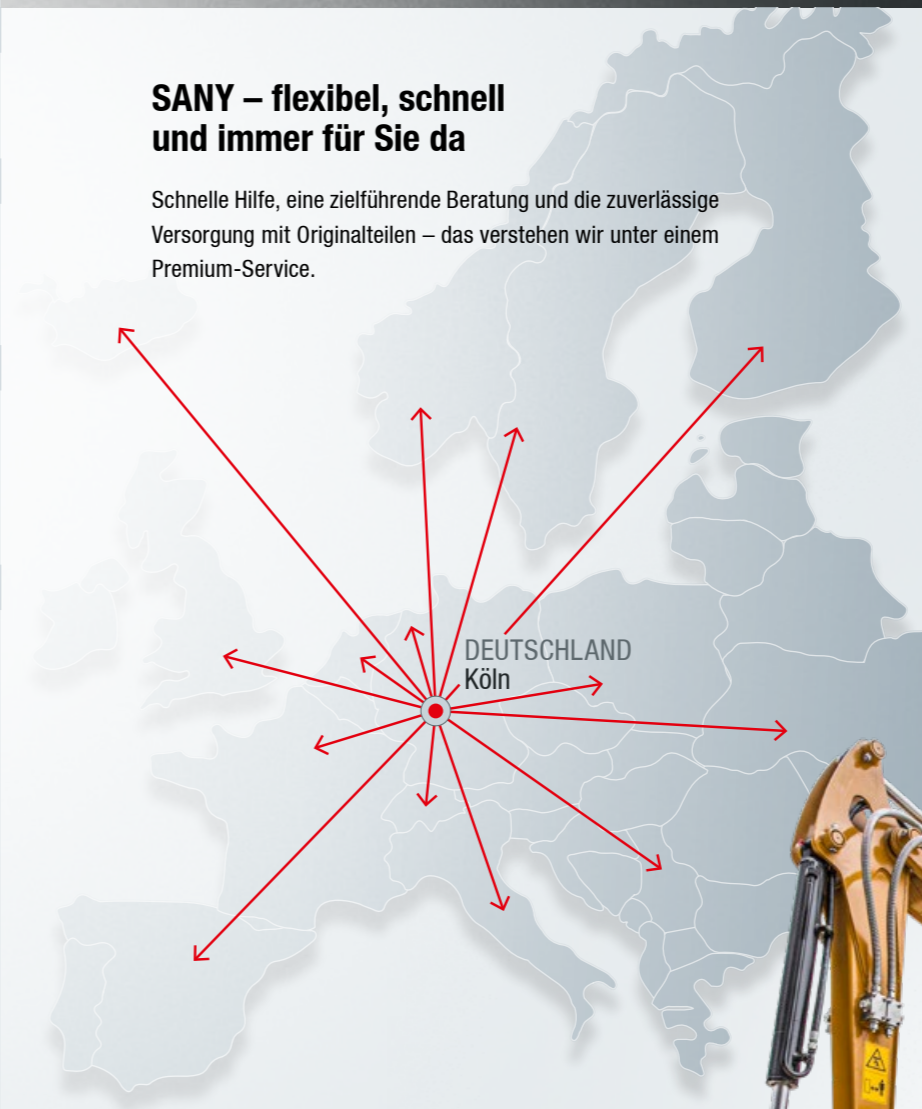 SANY – flexibel, schnell
und immer für Sie da
Schnelle Hilfe, eine zielführende Beratung und die zuverlässige
Versorgung mit Originalteilen – das verstehen wir unter einem
Premium-Service.
DEUTSCHLAND
Köln